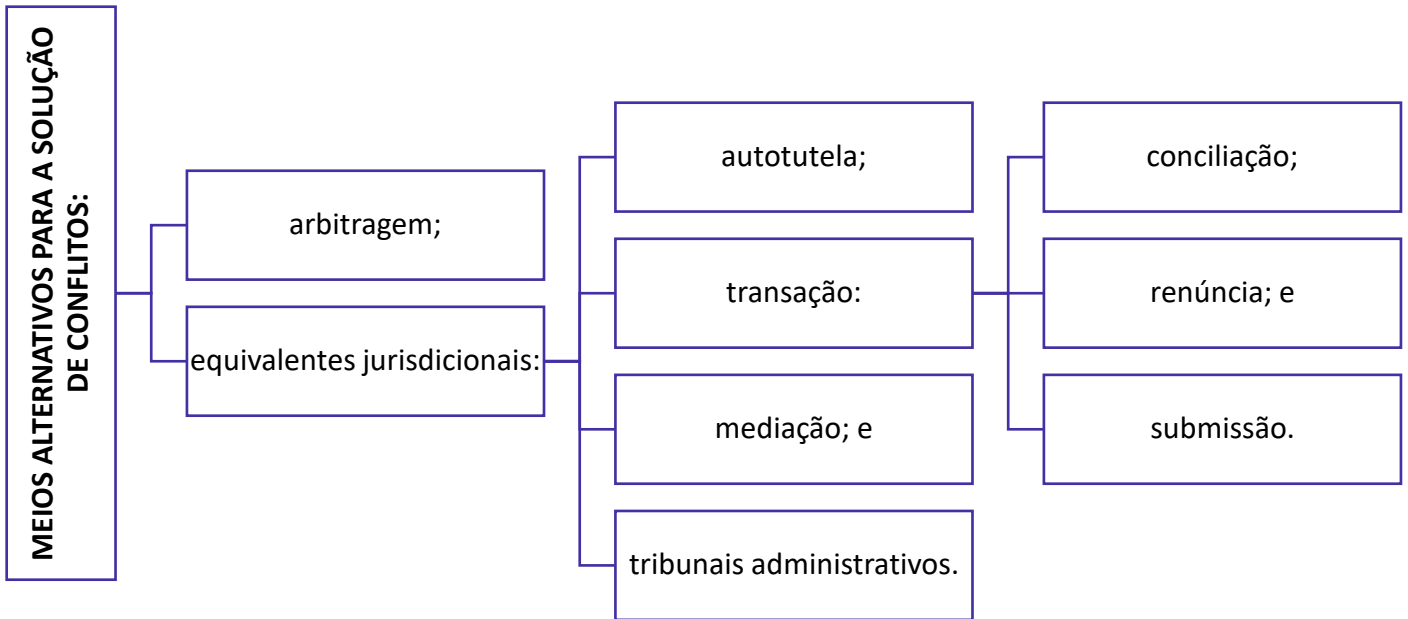 MEIOS ALTERNATIVOS PARA A SOLUÇÃO
DE CONFLITOS:
arbitragem;
equivalentes jurisdicionais:
autotutela;
transação:
mediação; e
tribunais administrativos.
conciliação;
renúncia; e
submissão.